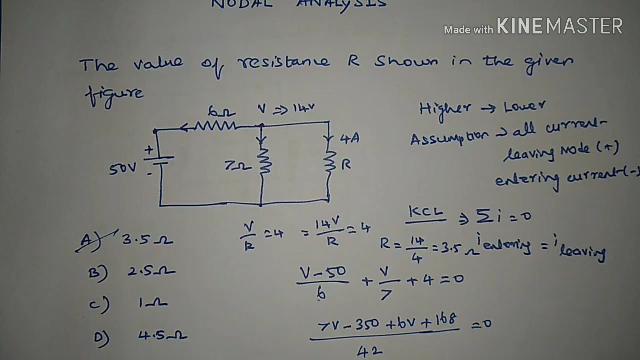 NODAL ANALYSIS
Made with KINEMASTER
The value of resistance R shown in the given
figure
6Ω
V ⇒ 14V
Higher → Lower
Assumption → all current
leaving node (+)
entering current (-)
50V
+
-
7Ω
4A
R
KCL ⇒ Σi = 0
A) 3.5Ω
V/R = 4 = 14V/R = 4
R = 14/4 = 3.5Ω
i entering = i leaving
B) 2.5Ω
V-50/6 + V/7 + 4 = 0
C) 1Ω
D) 4.5Ω
7V - 350 + 6V + 168/42 = 0